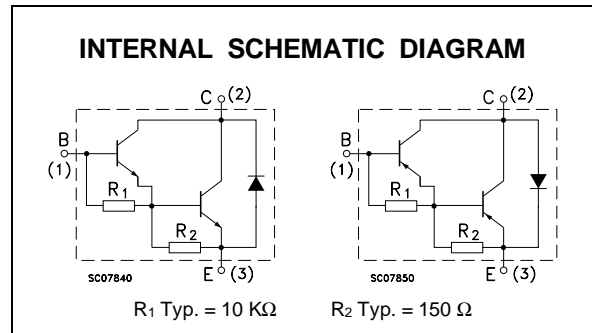 INTERNAL SCHEMATIC DIAGRAM
C (2)
B
(1)
R1
R2
E (3)
SC07840
C (2)
B
(1)
R1
R2
E (3)
SC07850
R1 Typ. = 10 KΩ R2 Typ. = 150 Ω